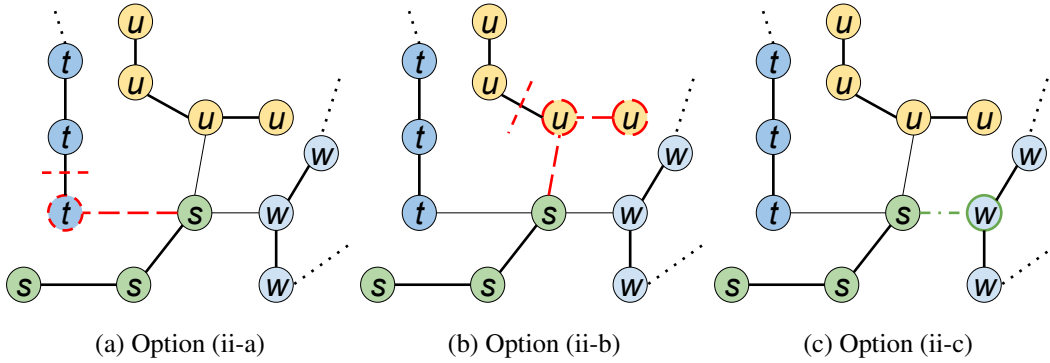 u u u
t u t u t u
u u u u u u
t w t w t w
t s w t s w t s w
s s w s s w s s w
(a) Option (ii-a) (b) Option (ii-b) (c) Option (ii-c)